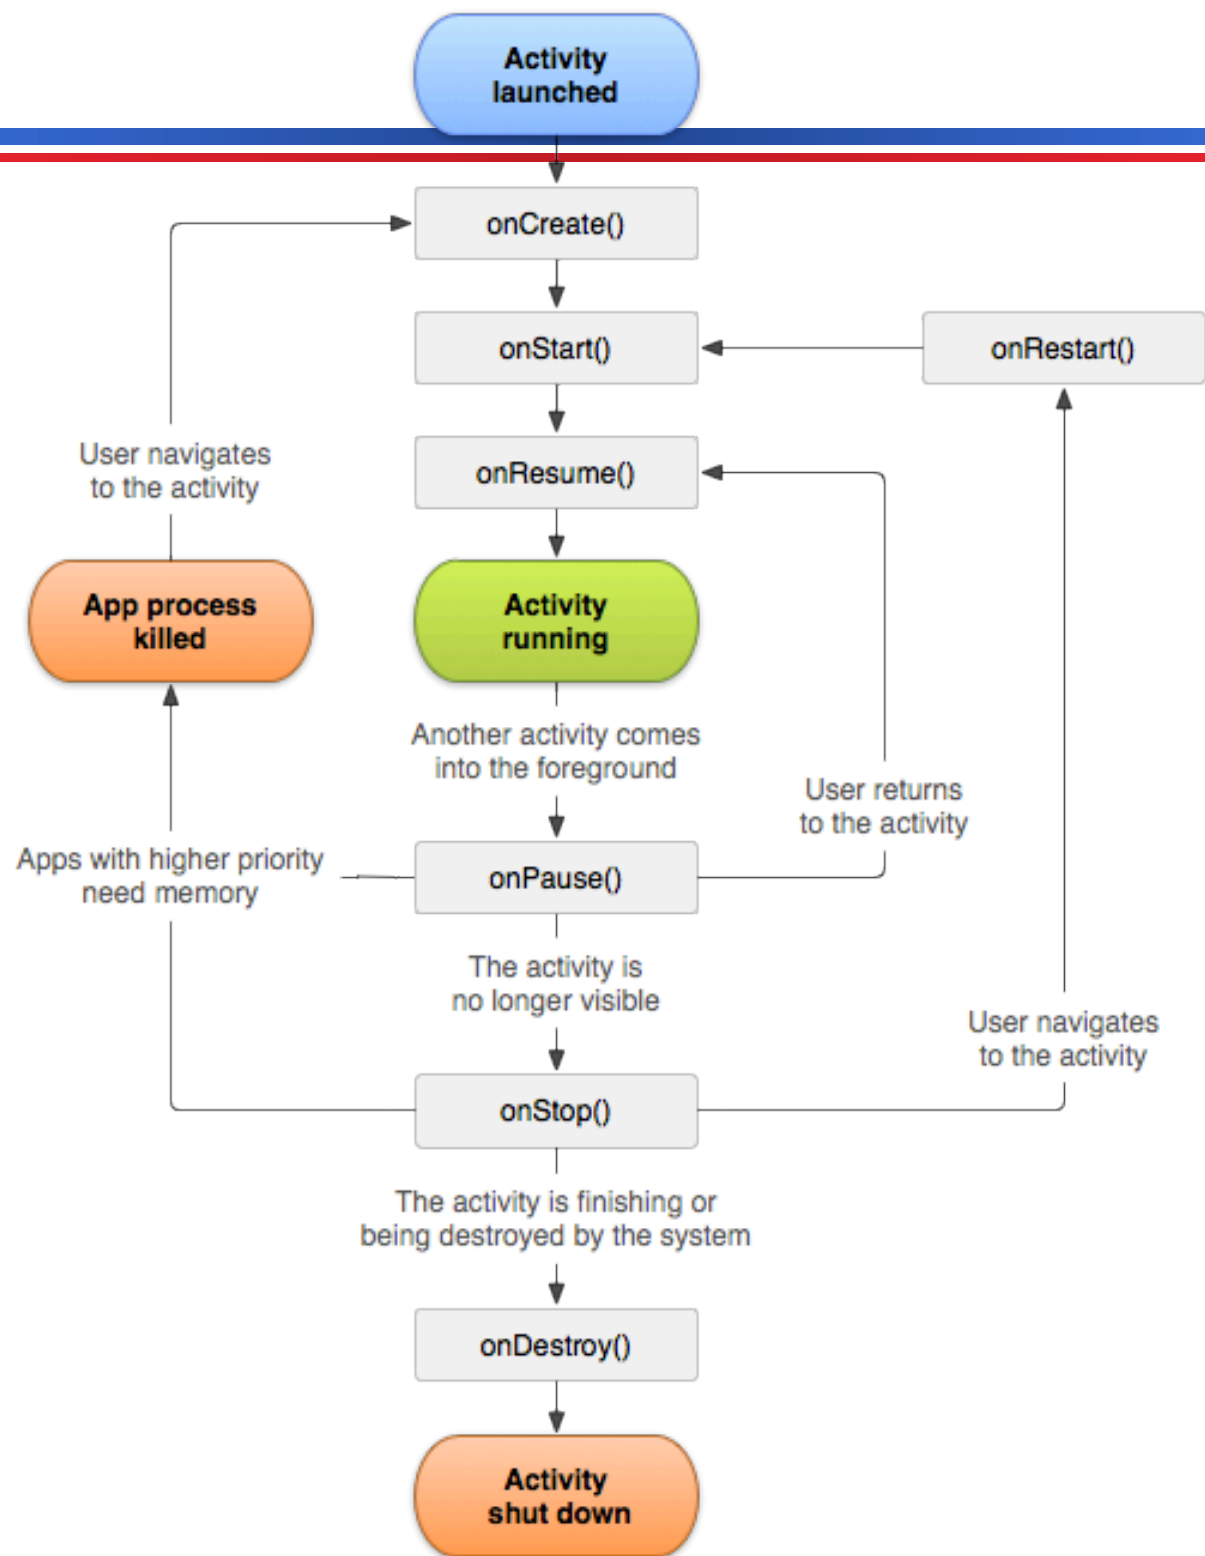 Activity
launched
onCreate()
onStart()
onRestart()
User navigates
to the activity
onResume()
App process
killed
Activity
running
Another activity comes
into the foreground
User returns
to the activity
Apps with higher priority
need memory
onPause()
The activity is
no longer visible
User navigates
to the activity
onStop()
The activity is finishing or
being destroyed by the system
onDestroy()
Activity
shut down